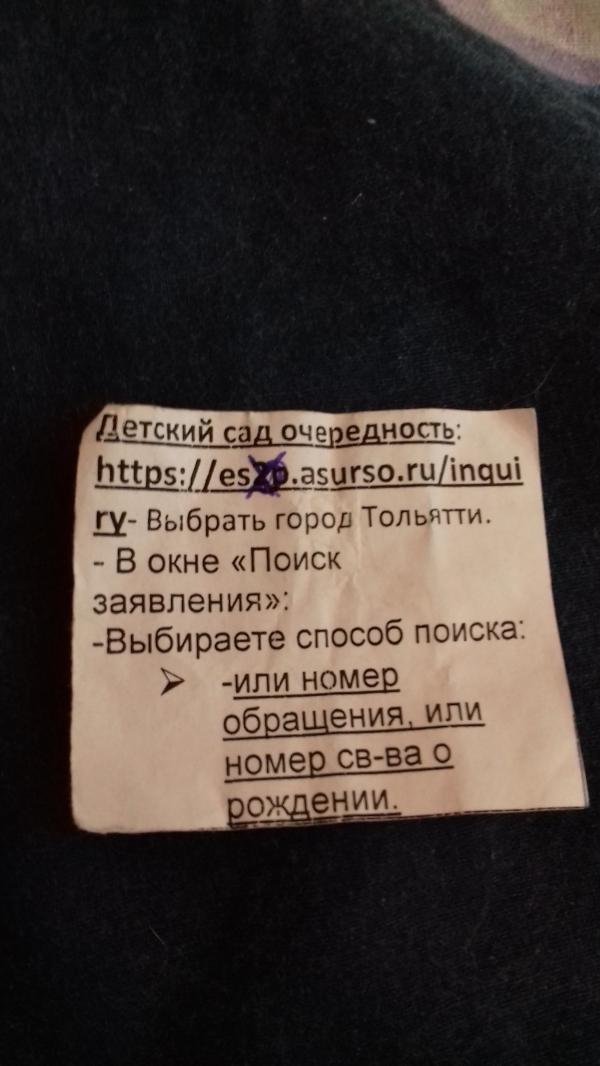 Детский сад очередность:
https://es2p.asurso.ru/inqui
ry- Выбрать город Тольятти.
- В окне «Поиск
заявления»:
-Выбираете способ поиска:
➢ -или номер
обращения, или
номер св-ва о
рождении.